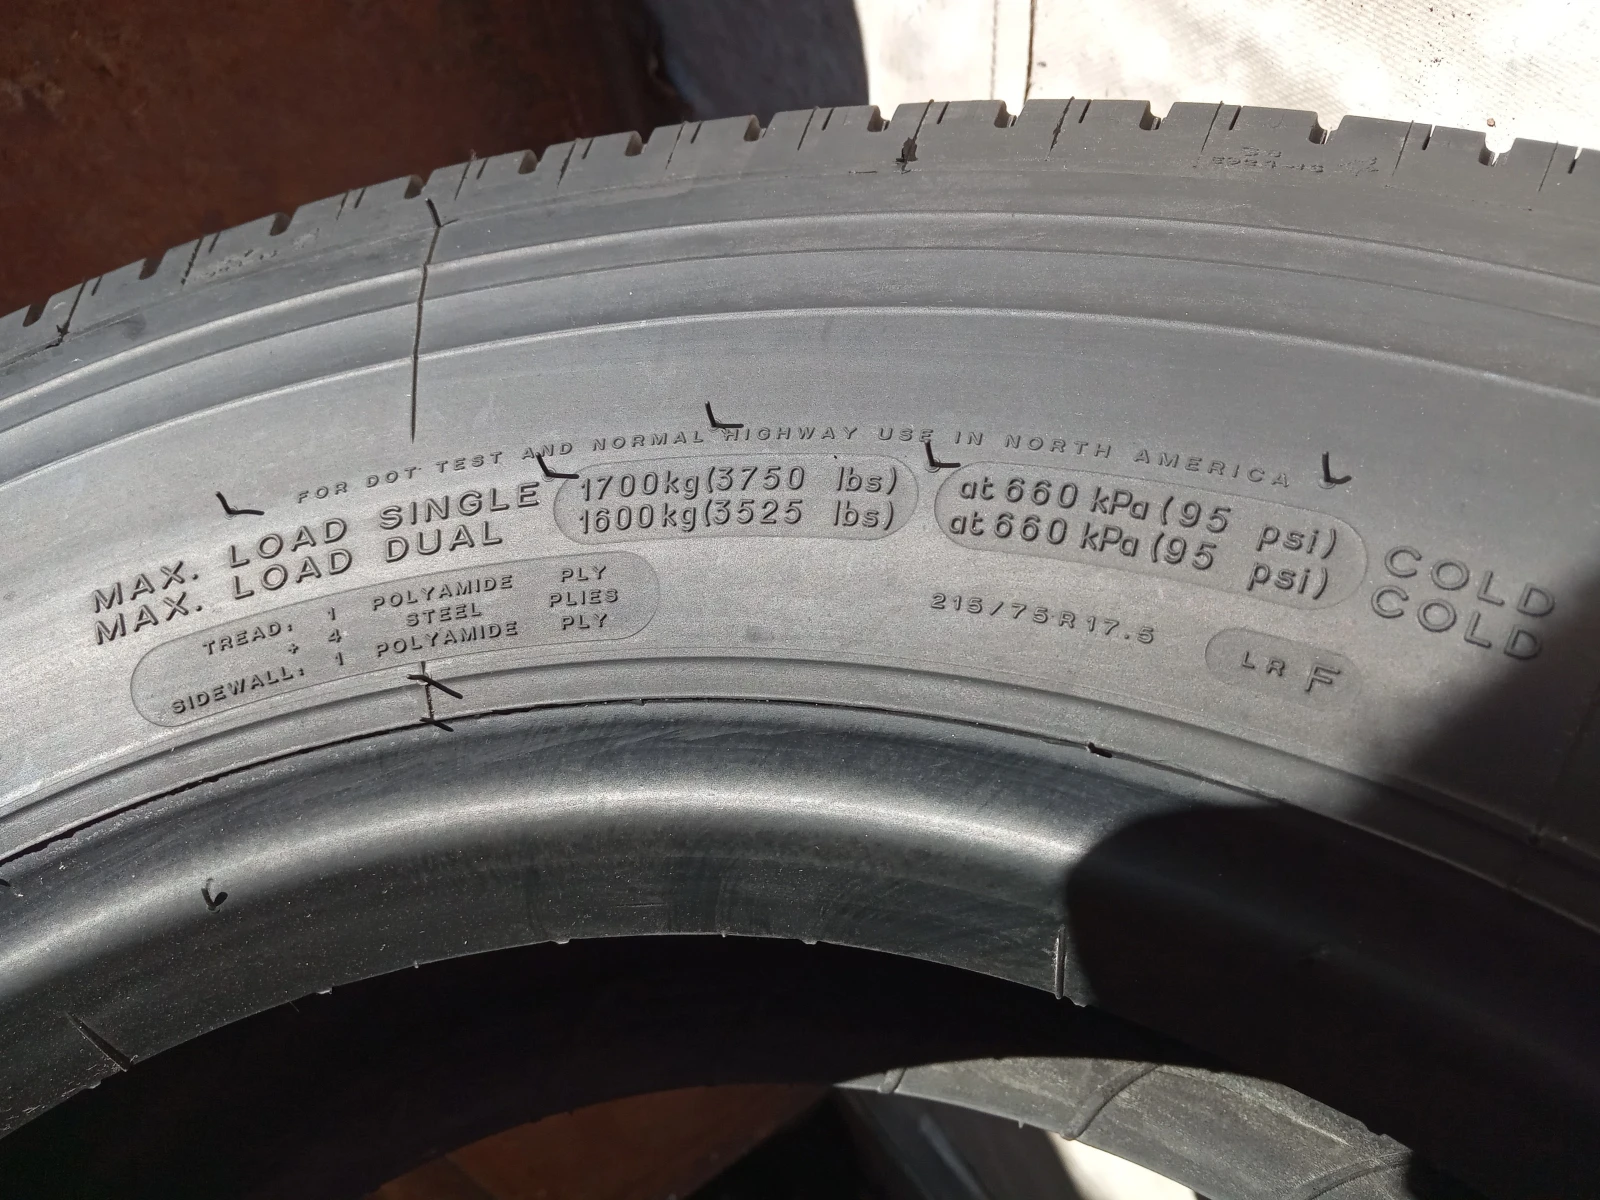 FOR DOT TEST AND NORMAL HIGHWAY USE IN NORTH AMERICA
MAX. LOAD SINGLE 1700kg (3750 lbs) at 660 kPa (95 psi) COLD
MAX. LOAD DUAL 1600kg (3525 lbs) at 660 kPa (95 psi) COLD
TREAD: 1 POLYAMIDE PLY
+ 4 STEEL PLIES
SIDEWALL: 1 POLYAMIDE PLY
215/75 R 17.5
LR F